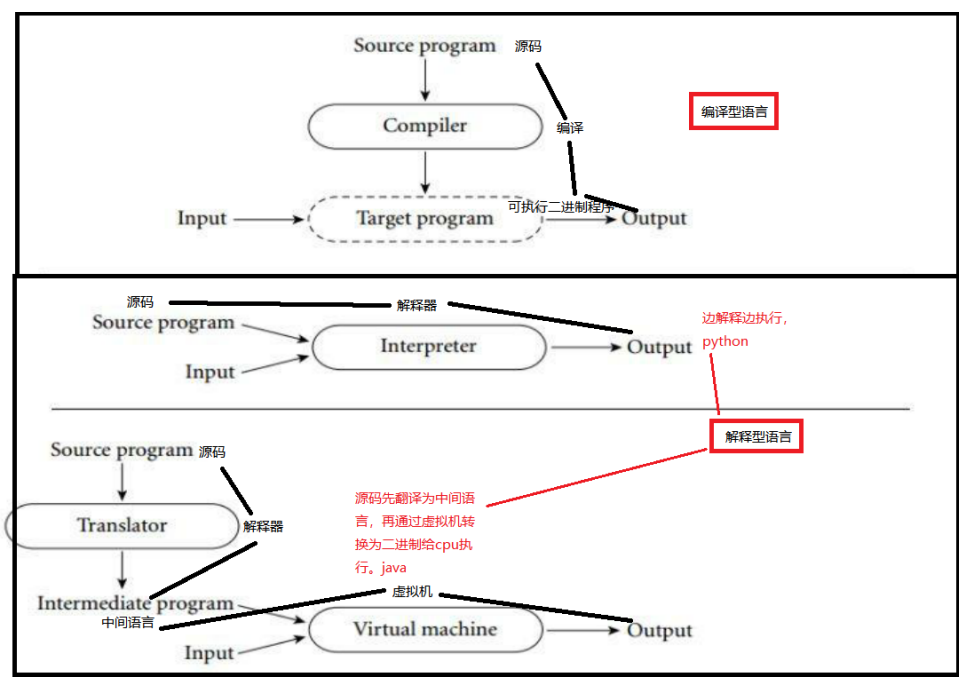 Source program 源码
Compiler
编译
编译型语言
可执行二进制程序
Input
Target program
Output
源码
解释器
Source program
Interpreter
Input
Output
边解释边执行，
python
解释型语言
Source program 源码
Translator
解释器
源码先翻译为中间语
言，再通过虚拟机转
换为二进制给cpu执
行。java
Intermediate program
中间语言
虚拟机
Virtual machine
Input
Output